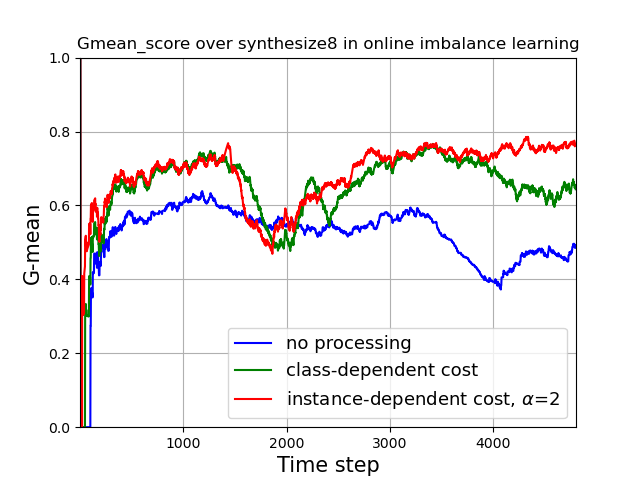 Gmean_score over synthesize8 in online imbalance learning
1.0
0.8
0.6
0.4
0.2
0.0
G-mean
no processing
class-dependent cost
instance-dependent cost, α=2
1000
2000
3000
4000
Time step